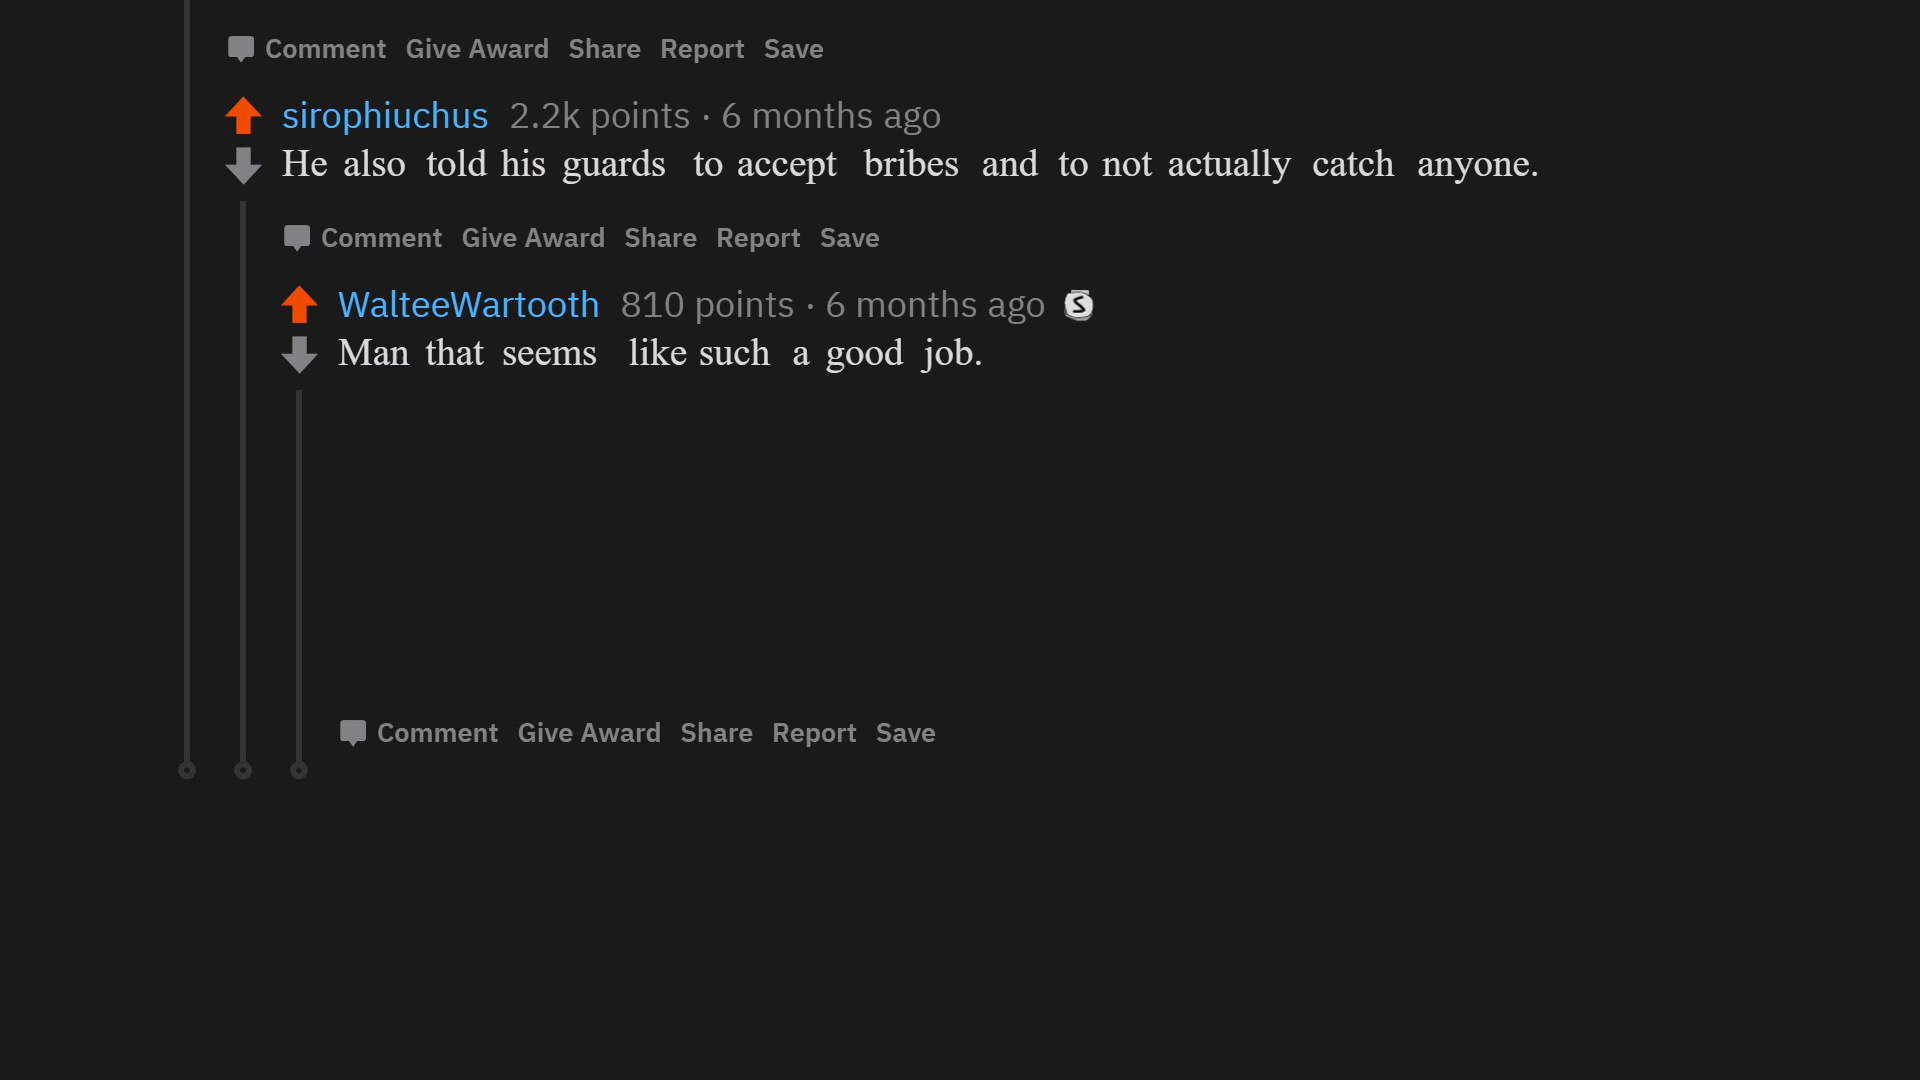 Comment Give Award Share Report Save
sirophiuchus 2.2k points · 6 months ago
He also told his guards to accept bribes and to not actually catch anyone.
Comment Give Award Share Report Save
WalteeWartooth 810 points · 6 months ago S
Man that seems like such a good job.
Comment Give Award Share Report Save